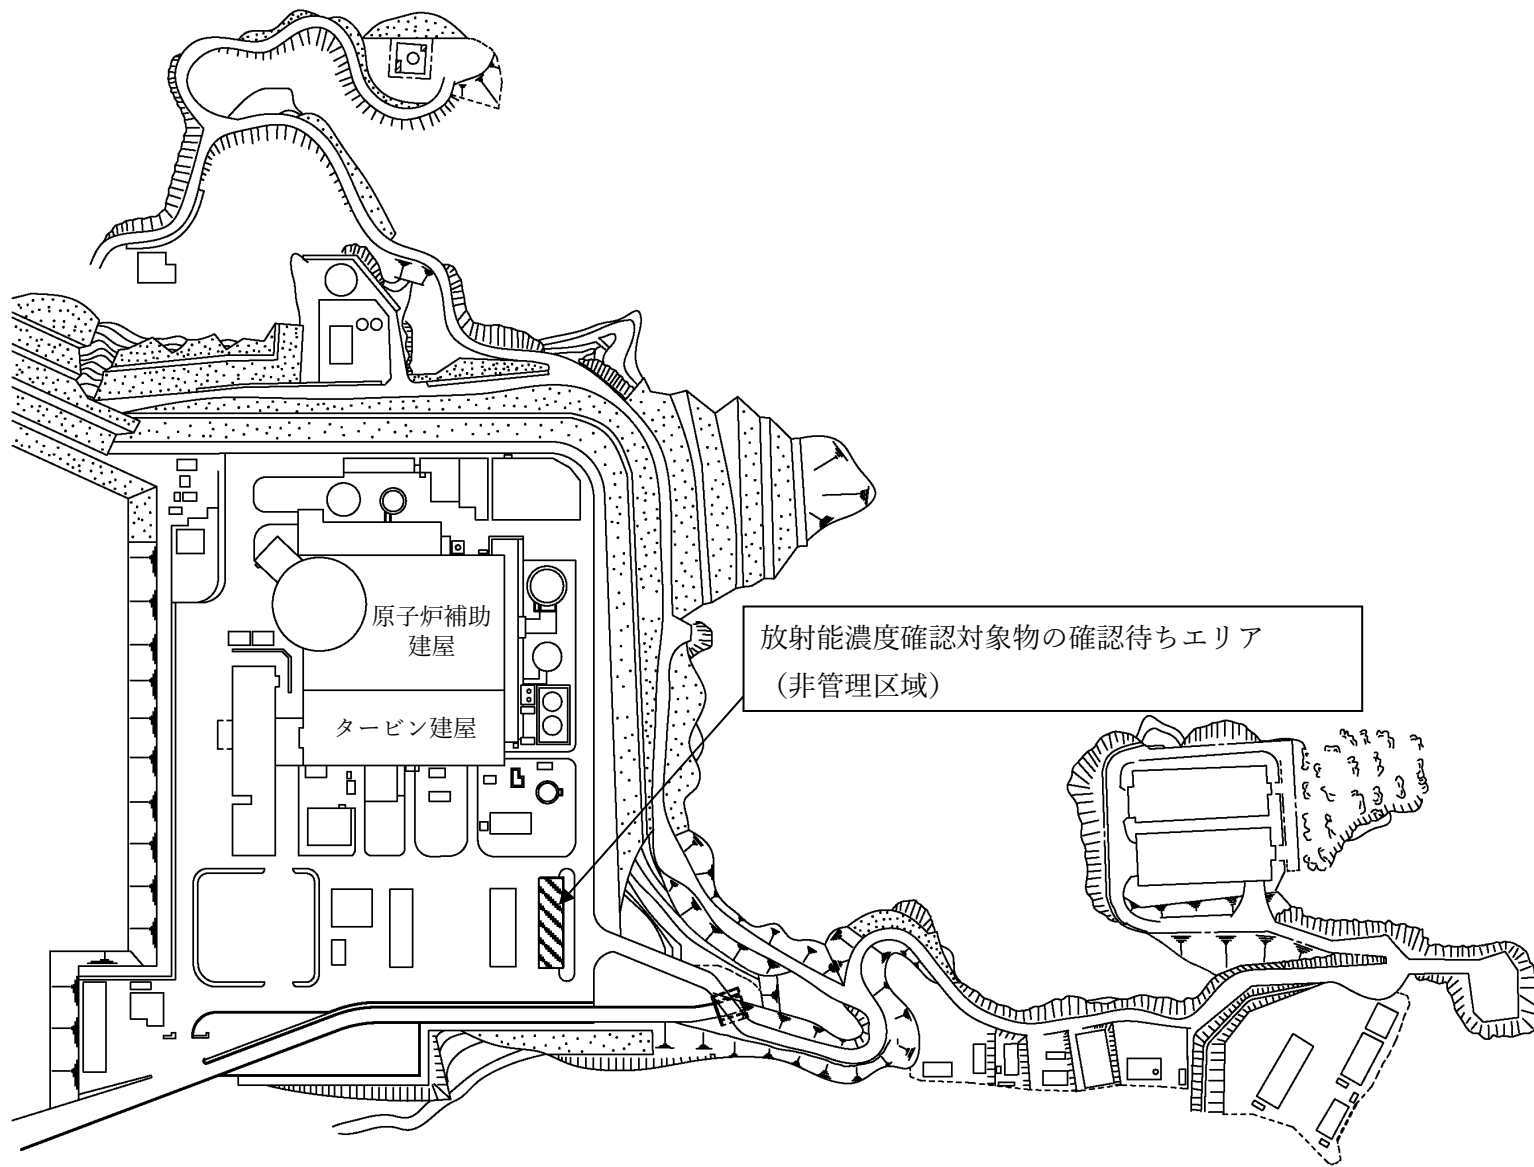 原子炉補助
建屋
放射能濃度確認対象物の確認待ちエリア
（非管理区域）
タービン建屋